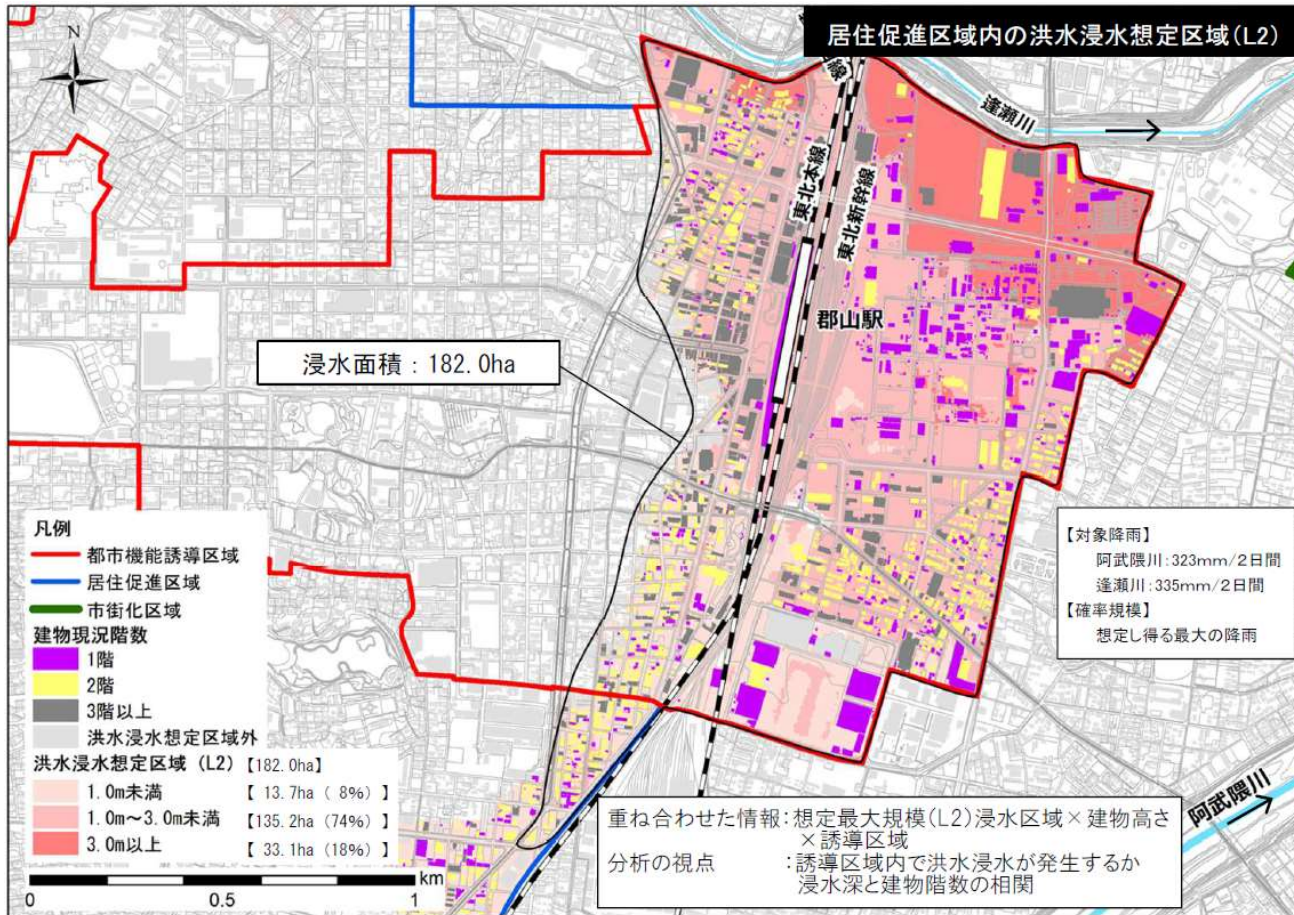 居住促進区域内の洪水浸水想定区域(L2)
N
逢瀬川
東北本線
東北新幹線
郡山駅
浸水面積：182.0ha
凡例
都市機能誘導区域
居住促進区域
市街化区域
建物現況階数
1階
2階
3階以上
洪水浸水想定区域外
洪水浸水想定区域 (L2) 【182.0ha】
1.0m未満 【 13.7ha ( 8%) 】
1.0m～3.0m未満 【135.2ha (74%) 】
3.0m以上 【 33.1ha (18%) 】
km
0 0.5 1
【対象降雨】
阿武隈川:323mm/2日間
逢瀬川:335mm/2日間
【確率規模】
想定し得る最大の降雨
阿武隈川
重ね合わせた情報:想定最大規模(L2)浸水区域×建物高さ
×誘導区域
分析の視点 :誘導区域内で洪水浸水が発生するか
浸水深と建物階数の相関